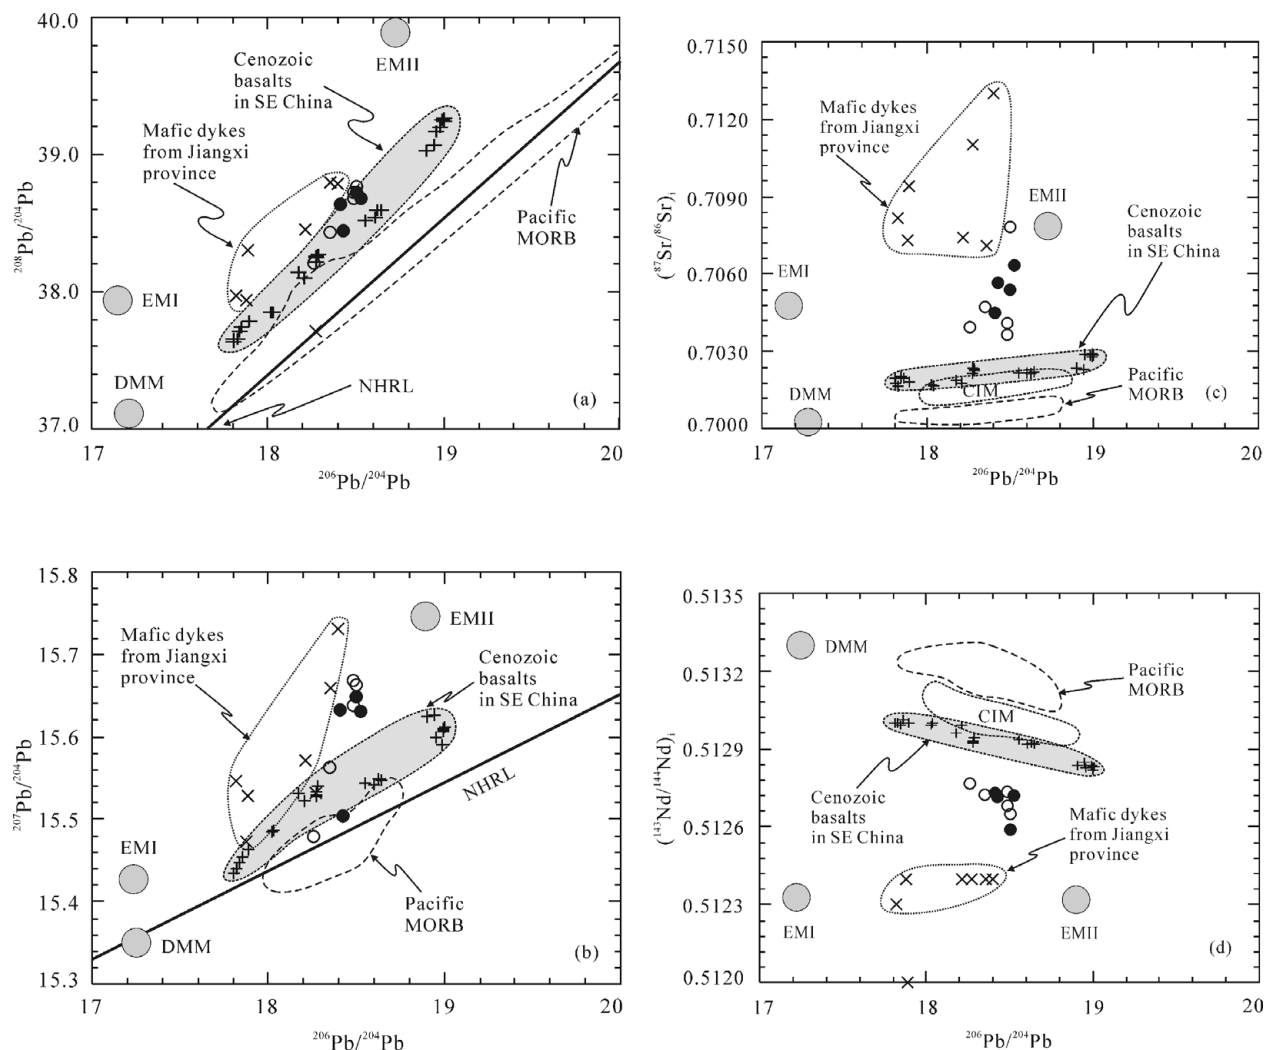 40.0
39.0
38.0
37.0
²⁰⁸Pb/²⁰⁴Pb
EMII
Cenozoic
basalts
in SE China
Mafic dykes
from Jiangxi
province
Pacific
MORB
EMI
DMM
NHRL
(a)
17
18
19
20
²⁰⁶Pb/²⁰⁴Pb
0.7150
0.7120
0.7090
0.7060
0.7030
0.7000
(⁸⁷Sr/⁸⁶Sr)ᵢ
Mafic dykes
from Jiangxi
province
EMII
Cenozoic
basalts
in SE China
EMI
DMM
CIM
Pacific
MORB
(c)
17
18
19
20
²⁰⁶Pb/²⁰⁴Pb
15.8
15.7
15.6
15.5
15.4
15.3
²⁰⁷Pb/²⁰⁴Pb
EMII
Mafic dykes
from Jiangxi
province
Cenozoic
basalts
in SE China
NHRL
EMI
Pacific
MORB
DMM
(b)
17
18
19
20
²⁰⁶Pb/²⁰⁴Pb
0.5135
0.5132
0.5129
0.5126
0.5123
0.5120
(¹⁴³Nd/¹⁴⁴Nd)ᵢ
DMM
Pacific
MORB
CIM
Cenozoic
basalts
in SE China
Mafic dykes
from Jiangxi
province
EMI
EMII
(d)
17
18
19
20
²⁰⁶Pb/²⁰⁴Pb